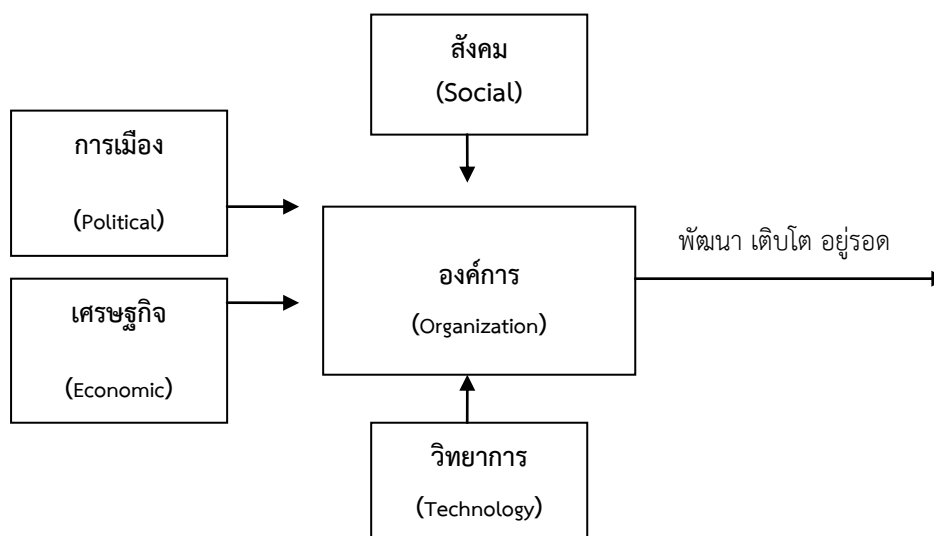 สังคม
(Social)
การเมือง
(Political)
เศรษฐกิจ
(Economic)
องค์การ
(Organization)
พัฒนา เติบโต อยู่รอด
วิทยาการ
(Technology)